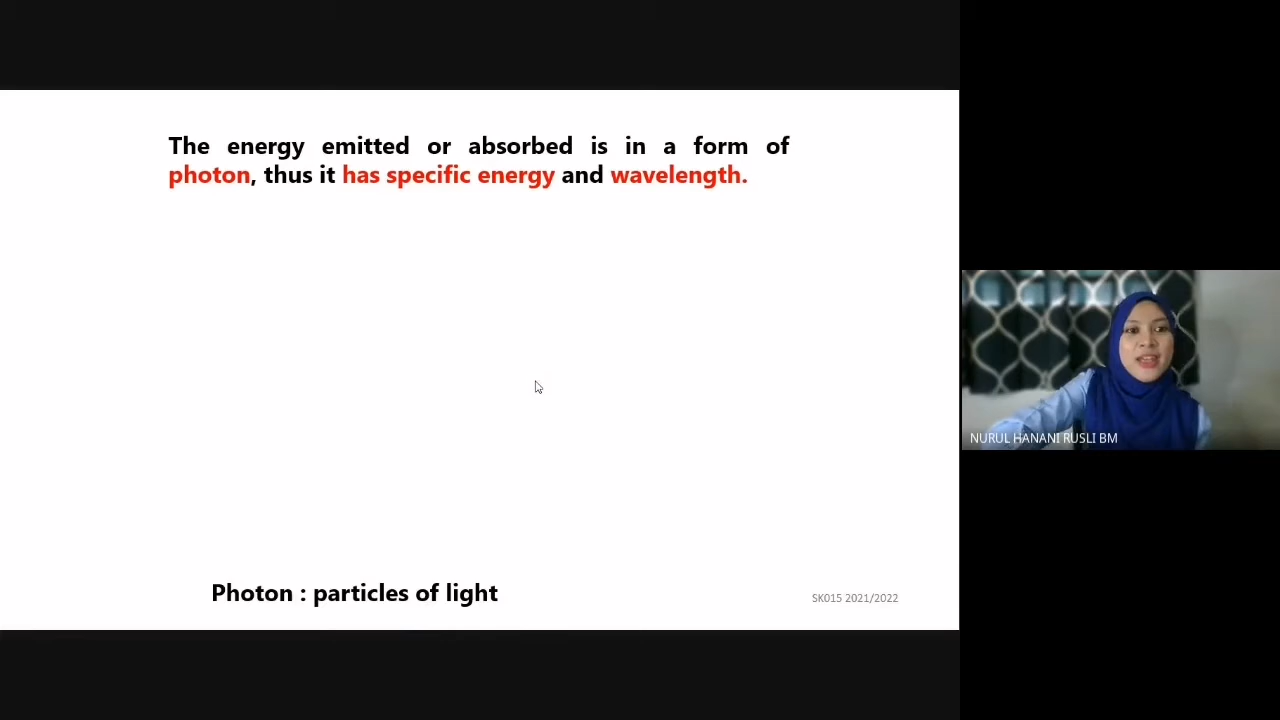 The energy emitted or absorbed is in a form of
photon, thus it has specific energy and wavelength.
NURUL HANANI RUSLI BM
Photon : particles of light
SK015 2021/2022